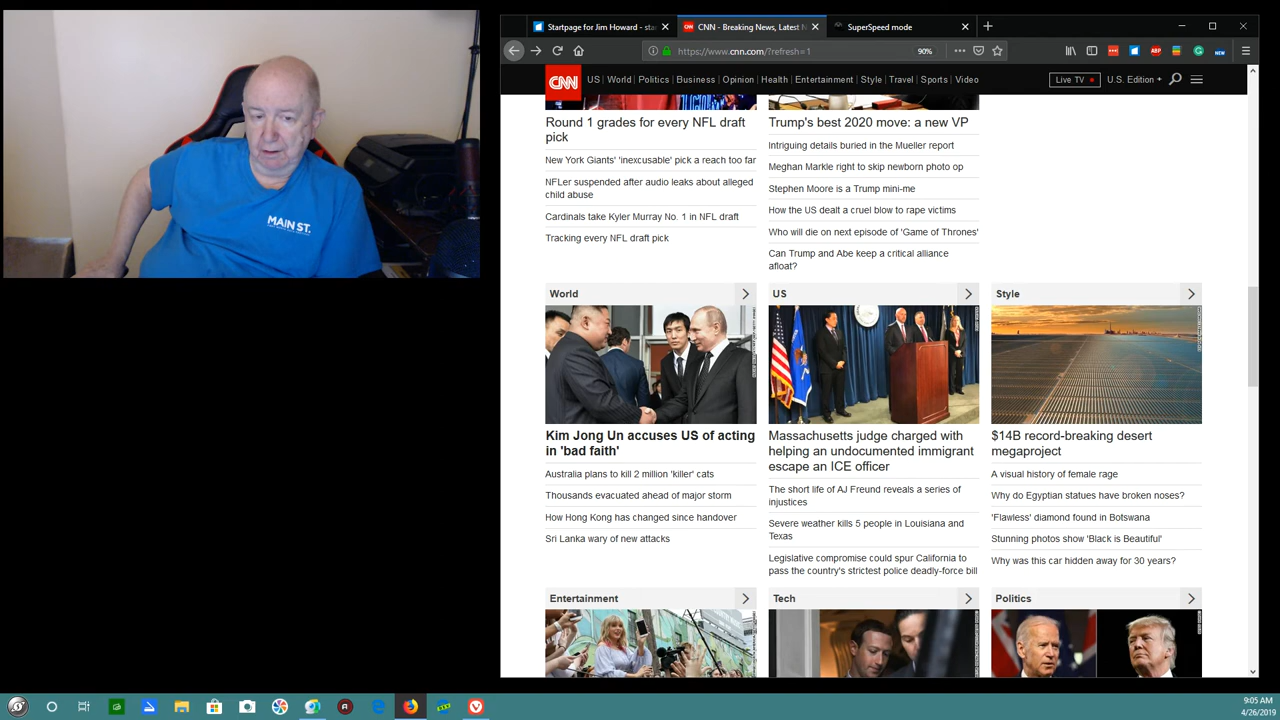 Startpage for Jim Howard - sta
CNN - Breaking News, Latest N
SuperSpeed mode
https://www.cnn.com/?refresh=1
90%
ABP
NEW
CNN
US
World
Politics
Business
Opinion
Health
Entertainment
Style
Travel
Sports
Video
Live TV
U.S. Edition +
Round 1 grades for every NFL draft
pick
New York Giants' 'inexcusable' pick a reach too far
NFLer suspended after audio leaks about alleged
child abuse
Cardinals take Kyler Murray No. 1 in NFL draft
Tracking every NFL draft pick
Trump's best 2020 move: a new VP
Intriguing details buried in the Mueller report
Meghan Markle right to skip newborn photo op
Stephen Moore is a Trump mini-me
How the US dealt a cruel blow to rape victims
Who will die on next episode of 'Game of Thrones'
Can Trump and Abe keep a critical alliance
afloat?
MAIN ST.
World
Kim Jong Un accuses US of acting
in 'bad faith'
Australia plans to kill 2 million 'killer' cats
Thousands evacuated ahead of major storm
How Hong Kong has changed since handover
Sri Lanka wary of new attacks
US
Massachusetts judge charged with
helping an undocumented immigrant
escape an ICE officer
The short life of AJ Freund reveals a series of
injustices
Severe weather kills 5 people in Louisiana and
Texas
Legislative compromise could spur California to
pass the country's strictest police deadly-force bill
Style
$14B record-breaking desert
megaproject
A visual history of female rage
Why do Egyptian statues have broken noses?
'Flawless' diamond found in Botswana
Stunning photos show 'Black is Beautiful'
Why was this car hidden away for 30 years?
Entertainment
Tech
Politics
9:05 AM
4/26/2019